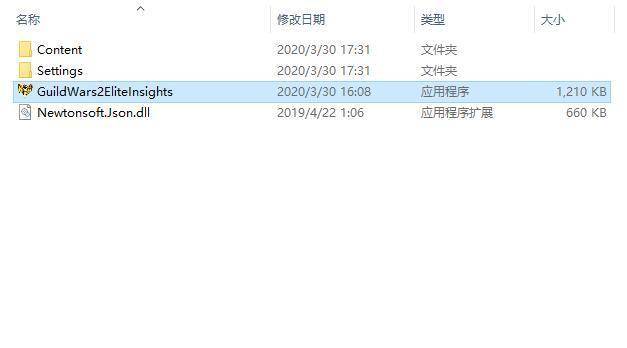 名称 修改日期 类型 大小
Content 2020/3/30 17:31 文件夹
Settings 2020/3/30 17:31 文件夹
GuildWars2EliteInsights 2020/3/30 16:08 应用程序 1,210 KB
Newtonsoft.Json.dll 2019/4/22 1:06 应用程序扩展 660 KB